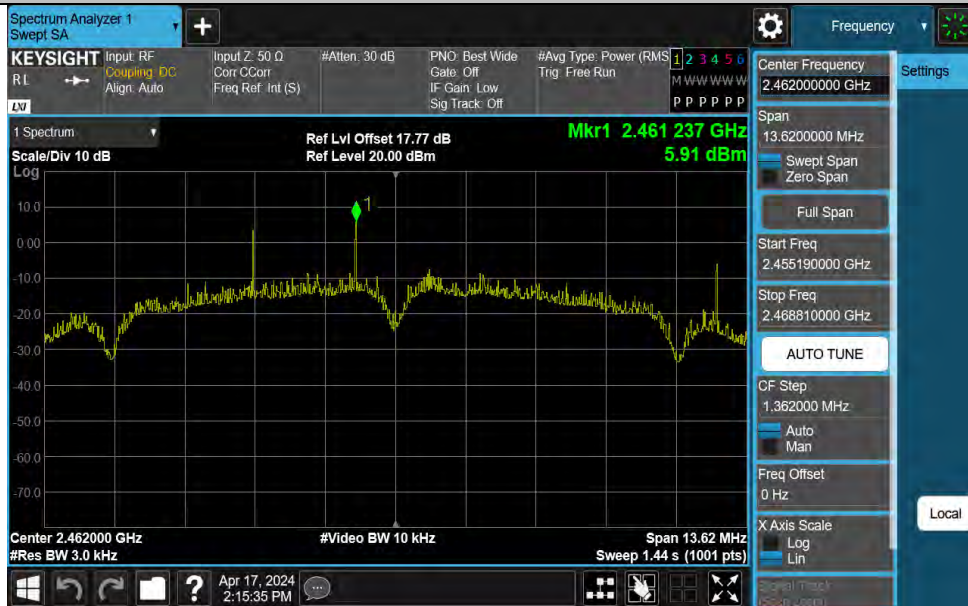 Spectrum Analyzer 1
Swept SA
+
Frequency
KEYSIGHT
RL
LXI
Input: RF
Coupling: DC
Align: Auto
Input Z: 50 Ω
Corr CCorr
Freq Ref: Int (S)
#Atten: 30 dB
PNO: Best Wide
Gate: Off
IF Gain: Low
Sig Track: Off
#Avg Type: Power (RMS
Trig: Free Run
1 2 3 4 5 6
M W W W W W
P P P P P P
1 Spectrum
Scale/Div 10 dB
Log
Ref Lvl Offset 17.77 dB
Ref Level 20.00 dBm
Mkr1 2.461 237 GHz
5.91 dBm
1
10.0
0.00
-10.0
-20.0
-30.0
-40.0
-50.0
-60.0
-70.0
Center 2.462000 GHz
#Res BW 3.0 kHz
#Video BW 10 kHz
Span 13.62 MHz
Sweep 1.44 s (1001 pts)
?
Apr 17, 2024
2:15:35 PM
Center Frequency
2.462000000 GHz
Span
13.6200000 MHz
Swept Span
Zero Span
Full Span
Start Freq
2.455190000 GHz
Stop Freq
2.468810000 GHz
AUTO TUNE
CF Step
1.362000 MHz
Auto
Man
Freq Offset
0 Hz
X Axis Scale
Log
Lin
Signal Track
Settings
Local